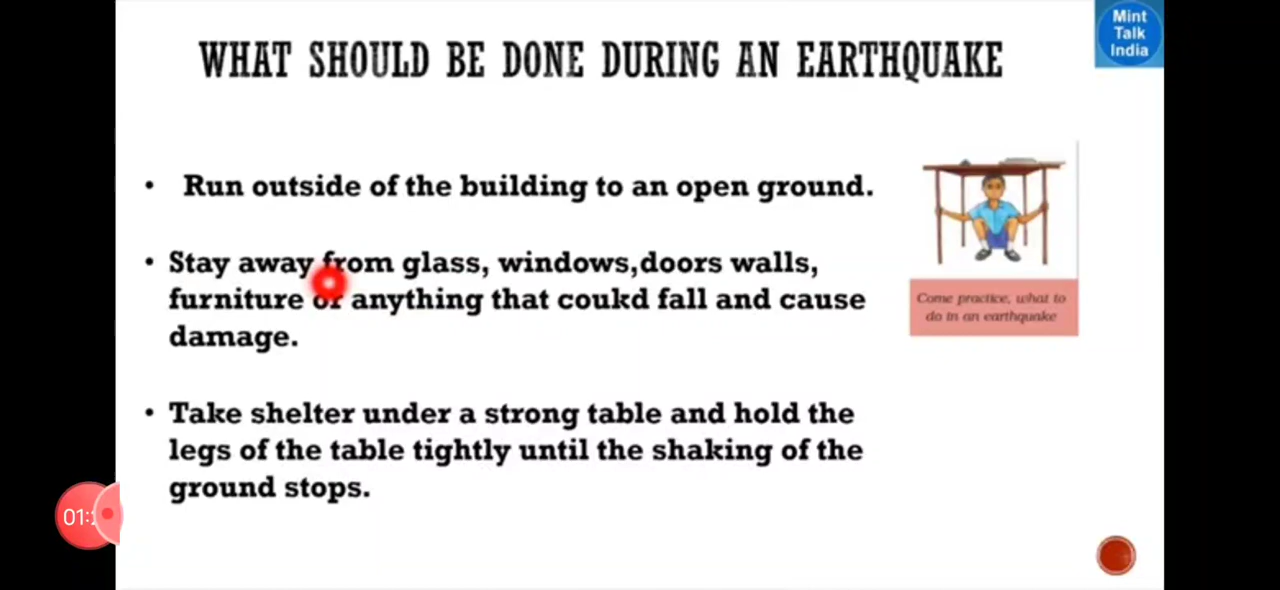 Mint
Talk
India
WHAT SHOULD BE DONE DURING AN EARTHQUAKE
• Run outside of the building to an open ground.
• Stay away from glass, windows,doors walls,
furniture or anything that coukd fall and cause
damage.
Come practice, what to
do in an earthquake
• Take shelter under a strong table and hold the
legs of the table tightly until the shaking of the
ground stops.
01: